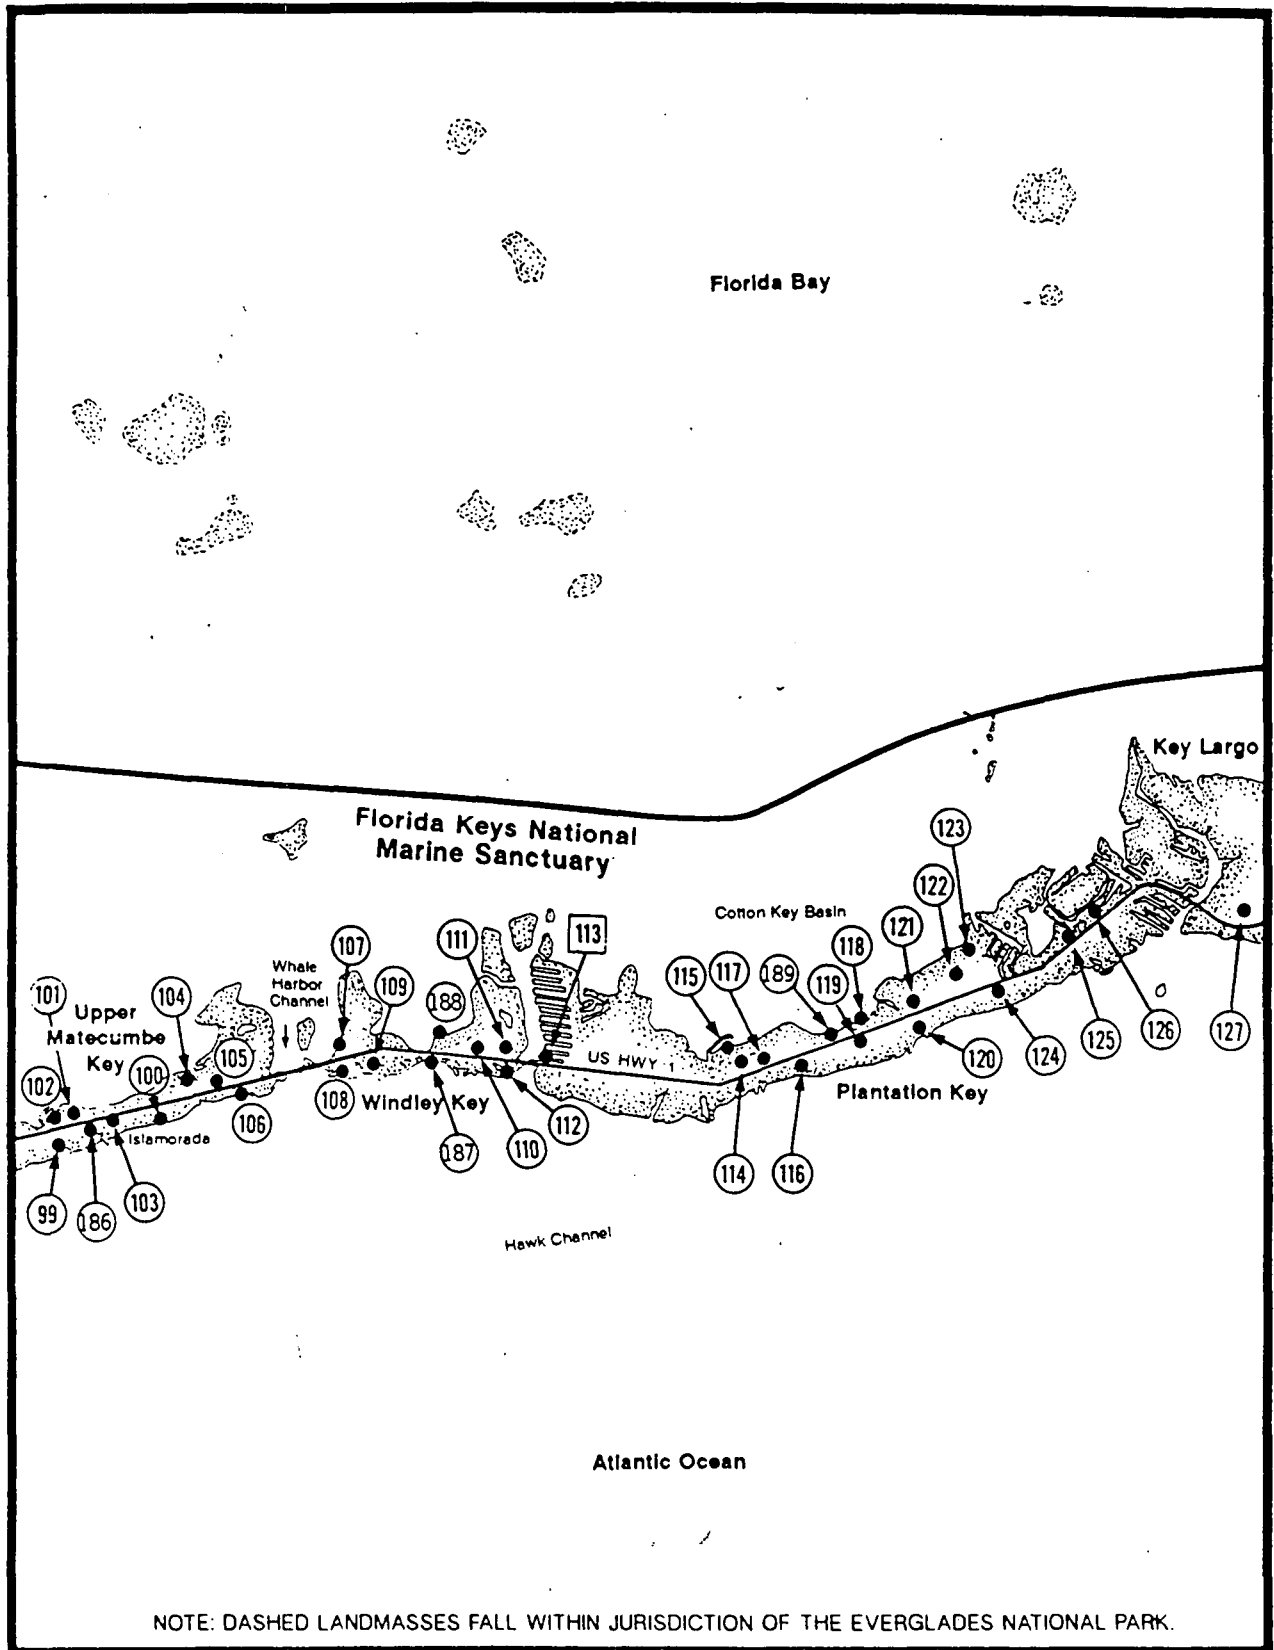 Florida Bay
Key Largo
Florida Keys National
Marine Sanctuary
123
122
Cotton Key Basin
121
118
113
111
107
189
119
117
115
109
188
Whale
Harbor
Channel
104
101
Upper
Matecumbe
Key
105
100
102
US HWY 1
127
126
125
124
120
Plantation Key
108
Windley Key
106
112
110
187
Islamorada
114
116
103
99
186
Hawk Channel
Atlantic Ocean
NOTE: DASHED LANDMASSES FALL WITHIN JURISDICTION OF THE EVERGLADES NATIONAL PARK.